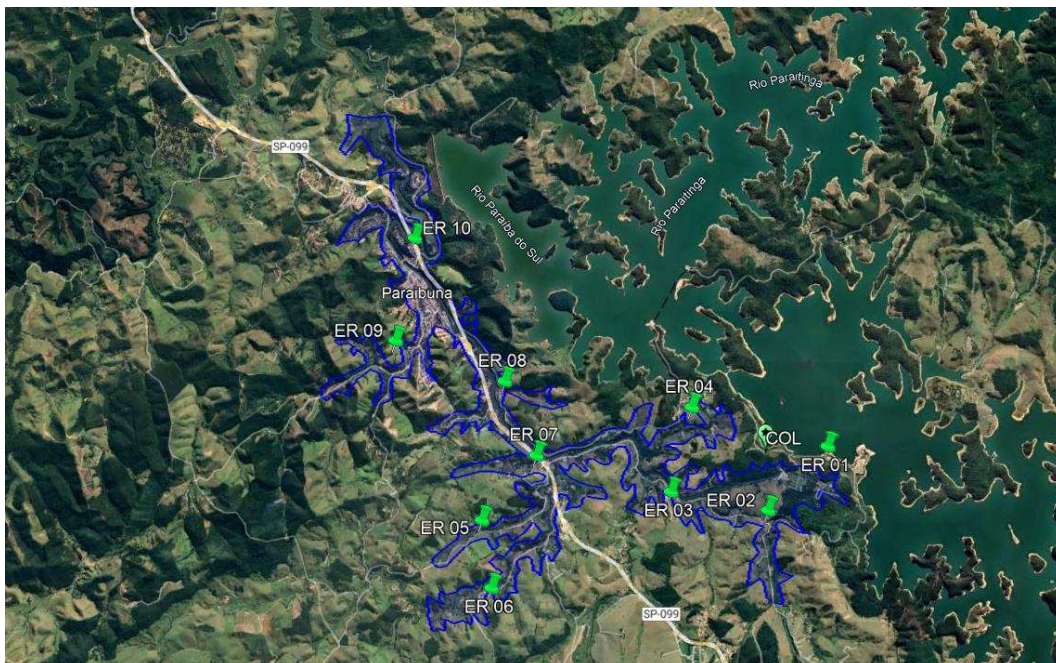 Rio Paraitinga
SP-099
Rio Paraíba do Sul
Rio Paraitinga
ER 10
Paraibuna
ER 09
ER 08
ER 04
ER 07
COL
ER 01
ER 03
ER 02
ER 05
ER 06
SP-099